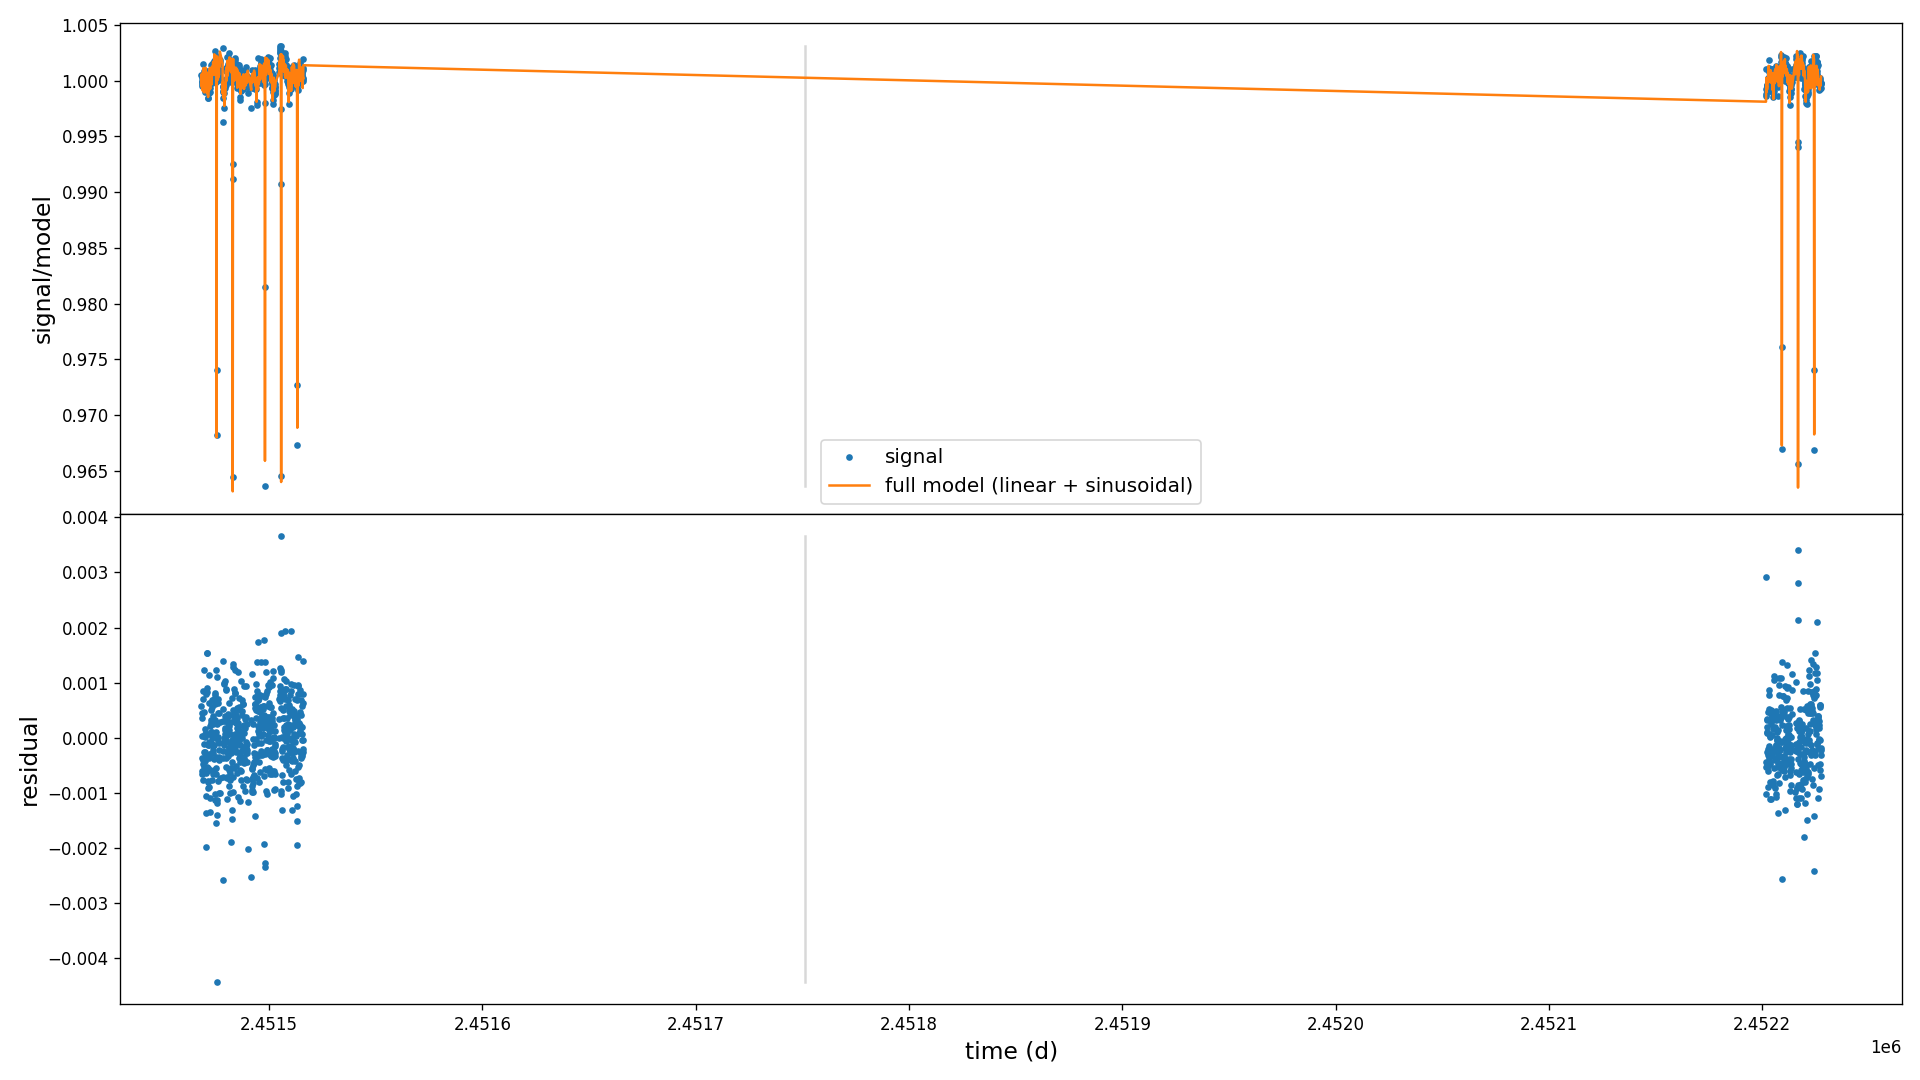 signal/model
1.005
1.000
0.995
0.990
0.985
0.980
0.975
0.970
0.965
signal
full model (linear + sinusoidal)
residual
0.004
0.003
0.002
0.001
0.000
−0.001
−0.002
−0.003
−0.004
2.4515 2.4516 2.4517 2.4518 2.4519 2.4520 2.4521 2.4522
1e6
time (d)